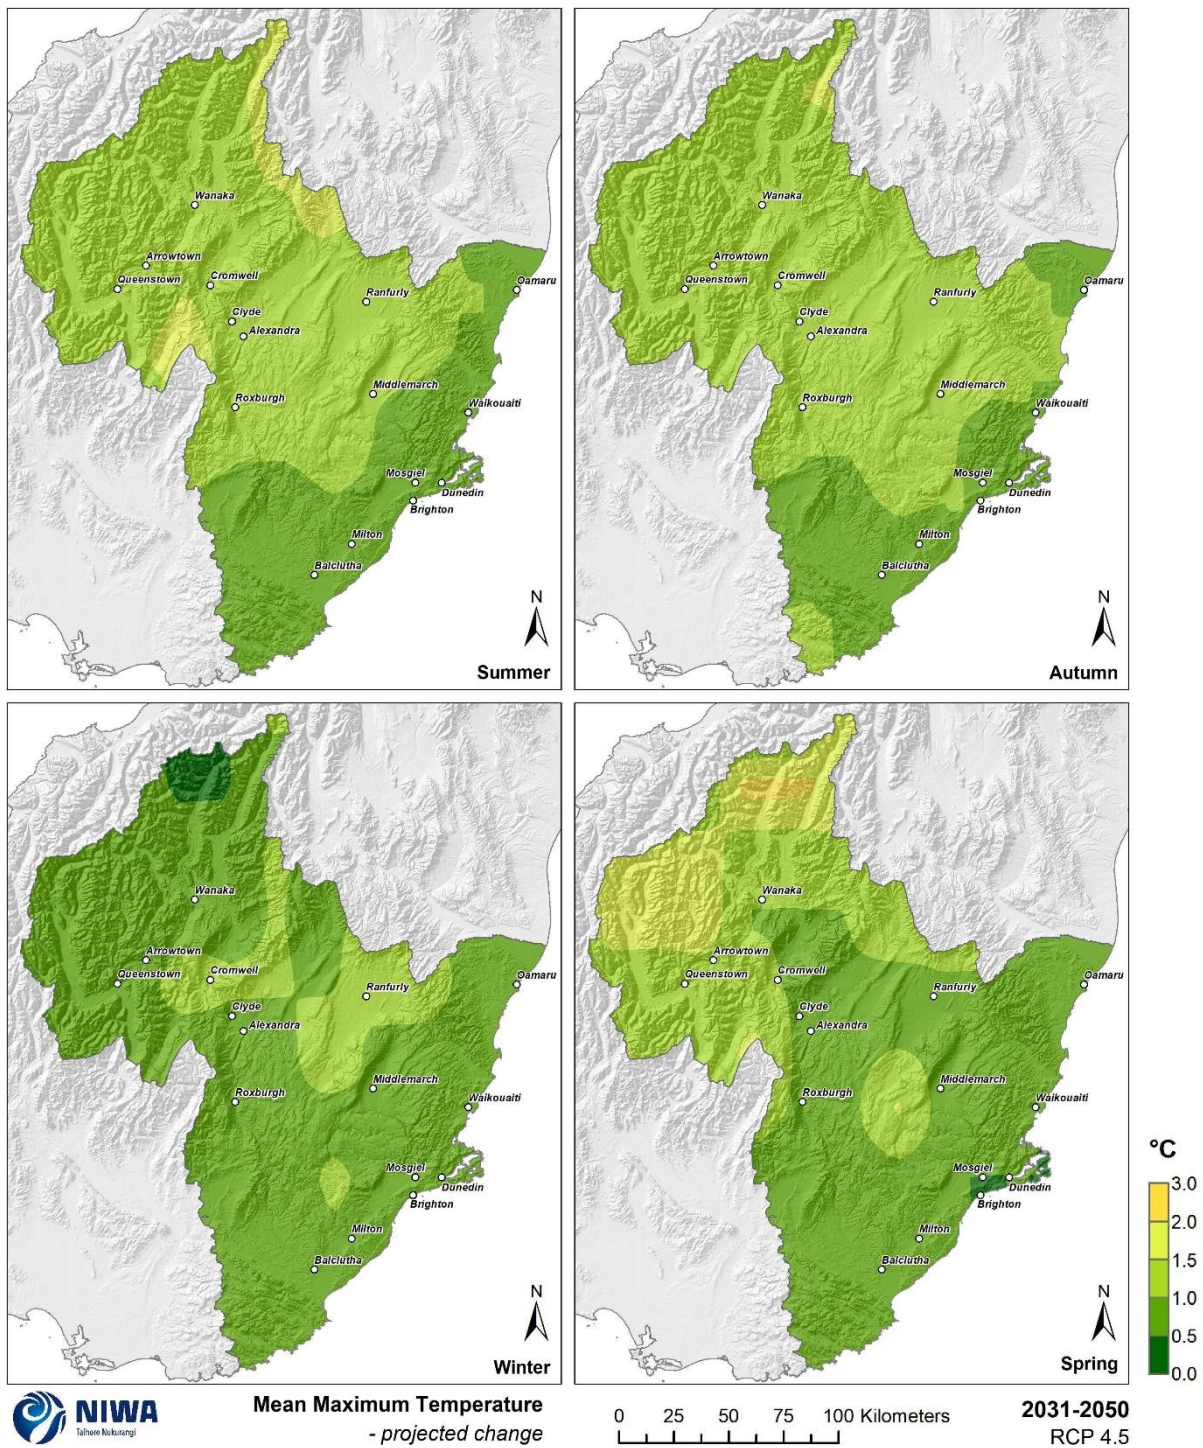 Wanaka
Arrowtown
Queenstown
Cromwell
Clyde
Alexandra
Ranfurly
Oamaru
Roxburgh
Middlemarch
Waikouaiti
Mosgiel
Dunedin
Brighton
Milton
Balclutha
N
Summer
Wanaka
Arrowtown
Queenstown
Cromwell
Clyde
Alexandra
Ranfurly
Oamaru
Roxburgh
Middlemarch
Waikouaiti
Mosgiel
Dunedin
Brighton
Milton
Balclutha
N
Autumn
Wanaka
Arrowtown
Queenstown
Cromwell
Clyde
Alexandra
Ranfurly
Oamaru
Roxburgh
Middlemarch
Waikouaiti
Mosgiel
Dunedin
Brighton
Milton
Balclutha
N
Winter
Wanaka
Arrowtown
Queenstown
Cromwell
Clyde
Alexandra
Ranfurly
Oamaru
Roxburgh
Middlemarch
Waikouaiti
Mosgiel
Dunedin
Brighton
Milton
Balclutha
N
Spring
°C
3.0
2.0
1.5
1.0
0.5
0.0
NIWA
Taihoro Nukurangi
Mean Maximum Temperature
- projected change
0 25 50 75 100 Kilometers
2031-2050
RCP 4.5